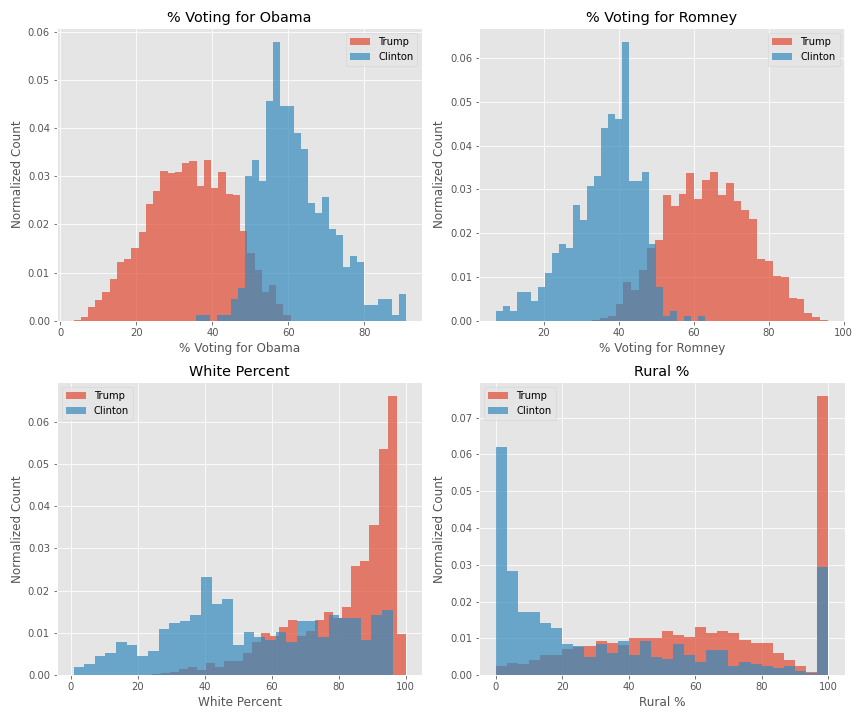 % Voting for Obama
Normalized Count
0.06
0.05
0.04
0.03
0.02
0.01
0.00
Trump
Clinton
0
20
40
60
80
% Voting for Obama
% Voting for Romney
Normalized Count
0.06
0.05
0.04
0.03
0.02
0.01
0.00
Trump
Clinton
20
40
60
80
100
% Voting for Romney
White Percent
Normalized Count
0.06
0.05
0.04
0.03
0.02
0.01
0.00
Trump
Clinton
0
20
40
60
80
100
White Percent
Rural %
Normalized Count
0.07
0.06
0.05
0.04
0.03
0.02
0.01
0.00
Trump
Clinton
0
20
40
60
80
100
Rural %